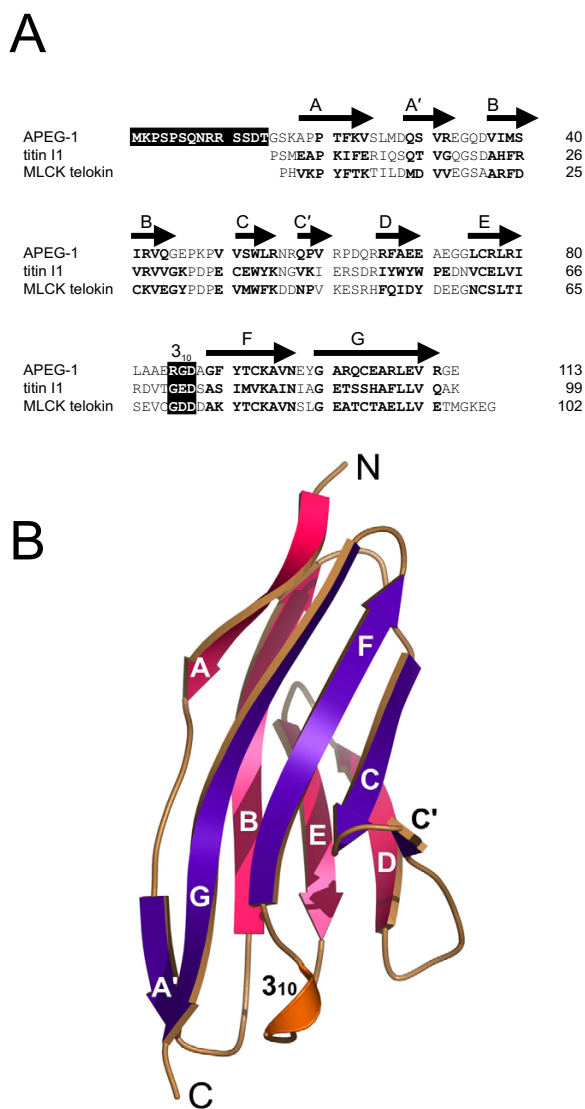 A
A A′ B
APEG-1 MKPSPSQNRR SSDTGSKAPP TFKVSLMDQS VREGQDVIMS 40
titin I1 PSMEAP KIFERIQSQT VGQGSDAHFR 26
MLCK telokin PHVKP YFTKTILDMD VVEGSAARFD 25
B C C′ D E
APEG-1 IRVQGEPKPV VSWLRNRQPV RPDQRRFAEE AEGGLCRLRI 80
titin I1 VRVVGKPDPE CEWYKNGVKI ERSDRIYWYW PEDNVCELVI 66
MLCK telokin CKVEGYPDPE VMWFKDDNPV KESRHFQIDY DEEGNCSLTI 65
3₁₀ F G
APEG-1 LAAERGDAGF YTCKAVNEYG ARQCEARLEV RGE 113
titin I1 RDVTGEDSAS IMVKAINIAG ETSSHAFLLV QAK 99
MLCK telokin SEVCGDDDAK YTCKAVNSLG EATCTAELLV ETMGKEG 102
B
N
F
A
C
C'
B
E
D
G
A'
3₁₀
C